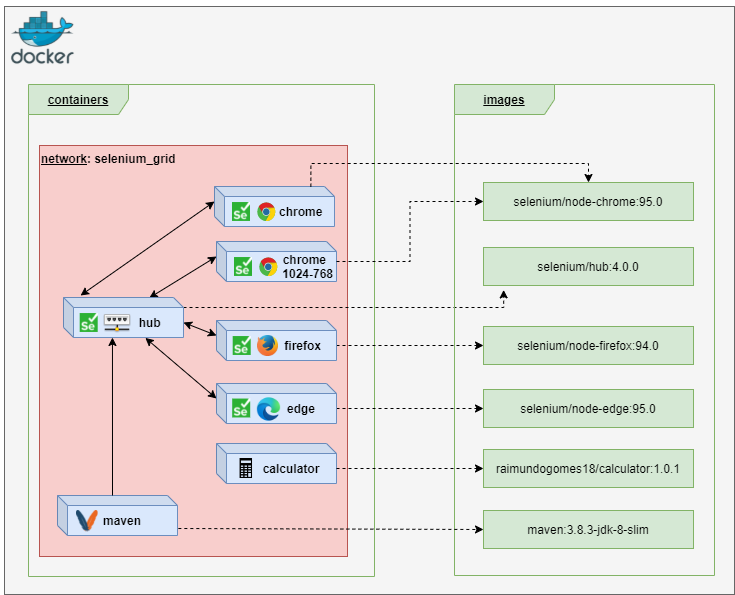 docker
containers
images
network: selenium_grid
Se chrome
selenium/node-chrome:95.0
Se chrome
1024-768
selenium/hub:4.0.0
Se hub
Se firefox
selenium/node-firefox:94.0
Se edge
selenium/node-edge:95.0
calculator
raimundogomes18/calculator:1.0.1
maven
maven:3.8.3-jdk-8-slim